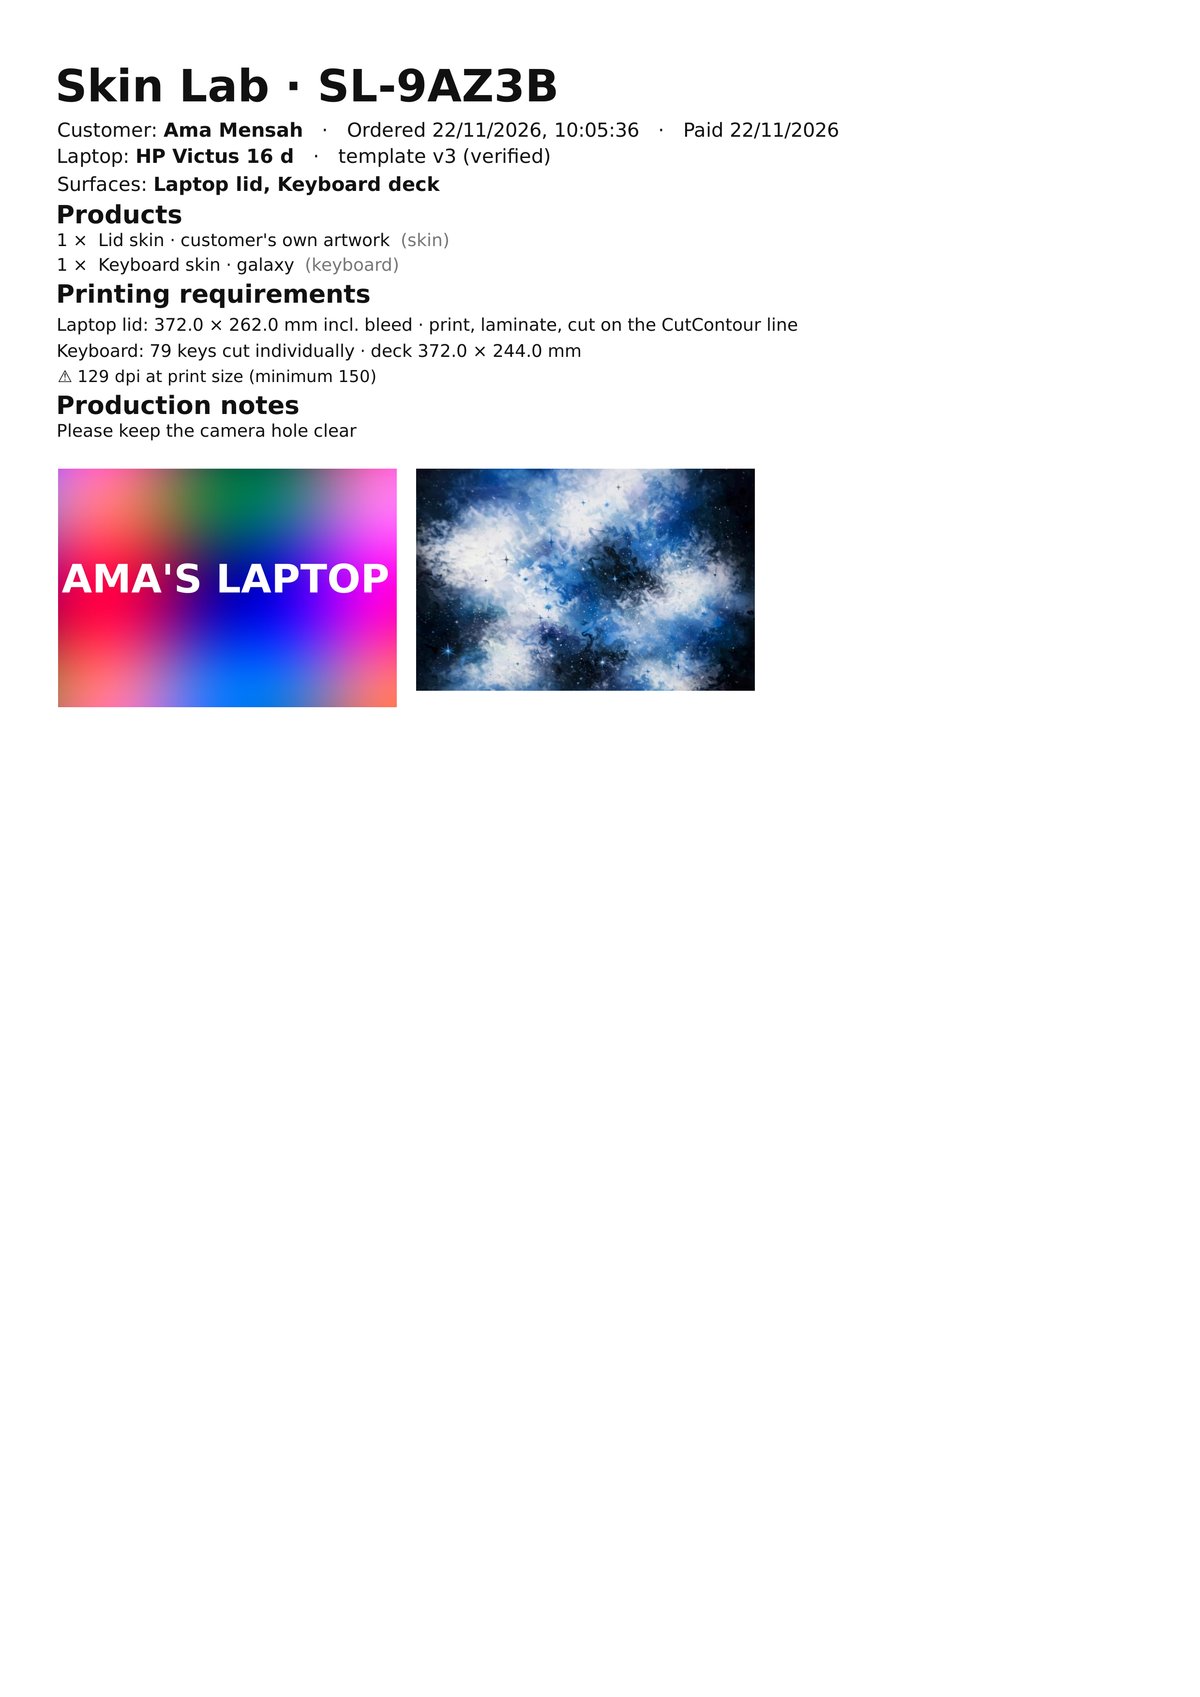 Skin Lab · SL-9AZ3B
Customer: Ama Mensah · Ordered 22/11/2026, 10:05:36 · Paid 22/11/2026
Laptop: HP Victus 16 d · template v3 (verified)
Surfaces: Laptop lid, Keyboard deck
Products
1 × Lid skin · customer's own artwork (skin)
1 × Keyboard skin · galaxy (keyboard)
Printing requirements
Laptop lid: 372.0 × 262.0 mm incl. bleed · print, laminate, cut on the CutContour line
Keyboard: 79 keys cut individually · deck 372.0 × 244.0 mm
⚠ 129 dpi at print size (minimum 150)
Production notes
Please keep the camera hole clear
AMA'S LAPTOP